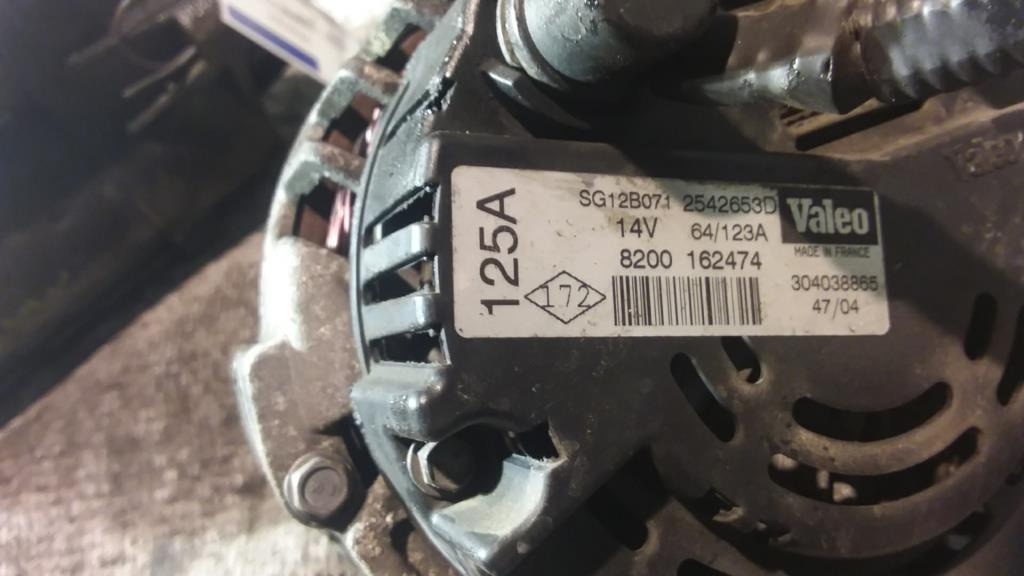 125A
SG12B071 2542653D
14V 64/123A
8200 162474
172
Valeo
MADE IN FRANCE
304038865
47/04